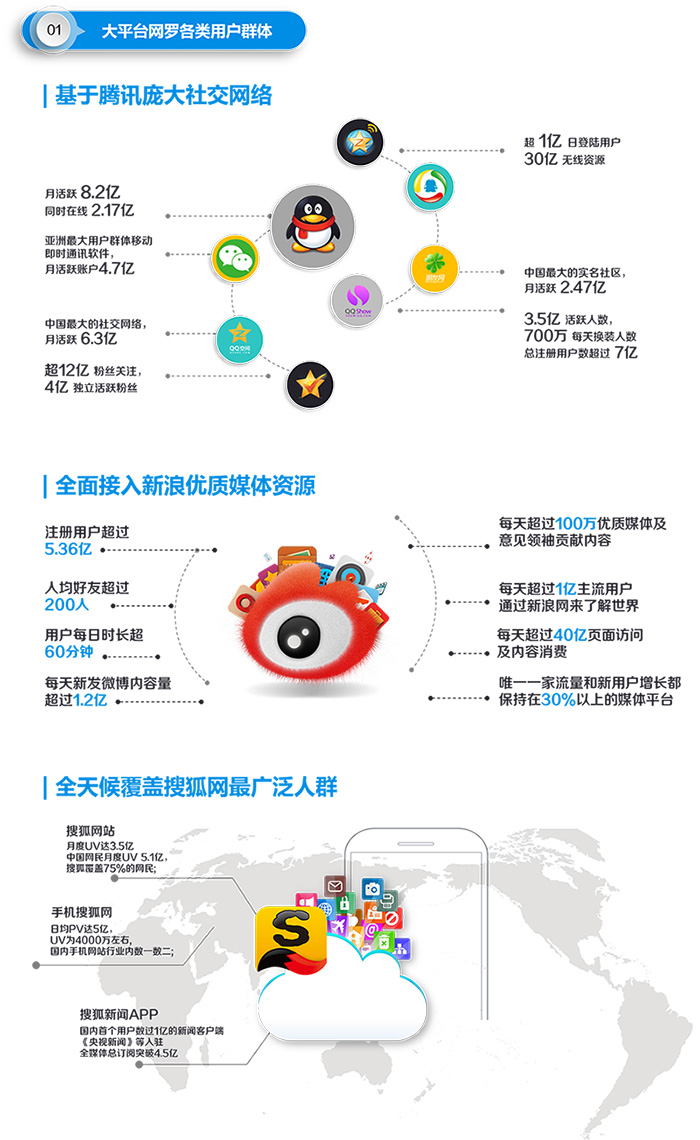 01
大平台网罗各类用户群体
基于腾讯庞大社交网络
超 1亿 日登陆用户
30亿 无线资源
月活跃 8.2亿
同时在线 2.17亿
亚洲最大用户群体移动
即时通讯软件，
月活跃账户4.7亿
朋友网
中国最大的实名社区，
月活跃 2.47亿
QQ Show
3.5亿 活跃人数，
700万 每天换装人数
总注册用户数超过 7亿
中国最大的社交网络，
月活跃 6.3亿
QQ空间
超12亿 粉丝关注，
4亿 独立活跃粉丝
全面接入新浪优质媒体资源
注册用户超过
5.36亿
人均好友超过
200人
用户每日时长超
60分钟
每天新发微博内容量
超过1.2亿
每天超过100万优质媒体及
意见领袖贡献内容
每天超过1亿主流用户
通过新浪网来了解世界
每天超过40亿页面访问
及内容消费
唯一一家流量和新用户增长都
保持在30%以上的媒体平台
全天候覆盖搜狐网最广泛人群
搜狐网站
月度UV达3.5亿
中国网民月度UV 5.1亿，
搜狐覆盖75%的网民；
手机搜狐网
日均PV达5亿，
UV为4000万左右，
国内手机网站行业内数一数二；
S
搜狐新闻APP
国内首个用户数过1亿的新闻客户端
《央视新闻》等入驻
全媒体总订阅突破4.5亿